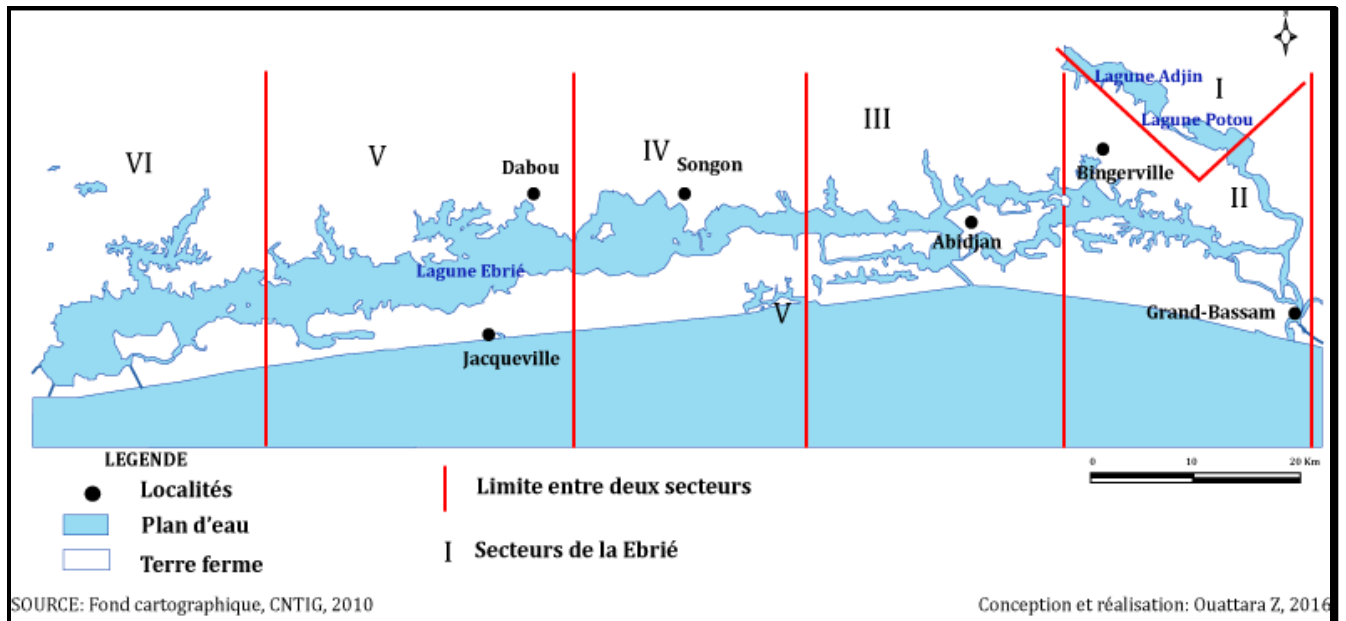 Lagune Adjin
I
Lagune Potou
III
VI
V
IV
Dabou
Songon
Bingerville
II
Abidjan
Lagune Ebrié
V
Grand-Bassam
Jacqueville
LEGENDE
Localités
Plan d'eau
Terre ferme
Limite entre deux secteurs
I Secteurs de la Ebrié
0 10 20 Km
SOURCE: Fond cartographique, CNTIG, 2010
Conception et réalisation: Ouattara Z, 2016